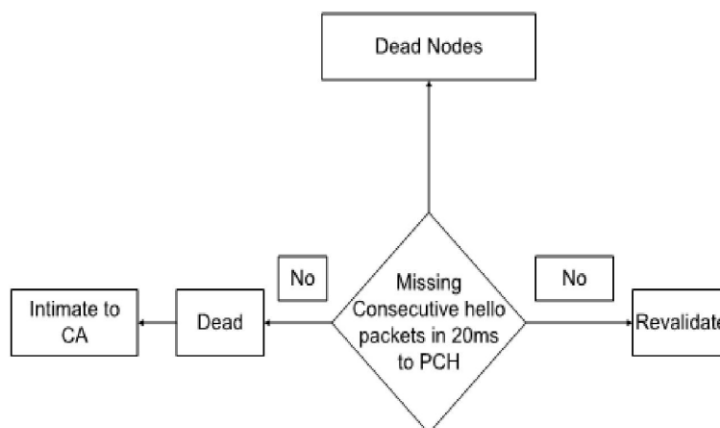 Dead Nodes
No
No
Missing
Consecutive hello
packets in 20ms
to PCH
Intimate to
CA
Dead
Revalidate